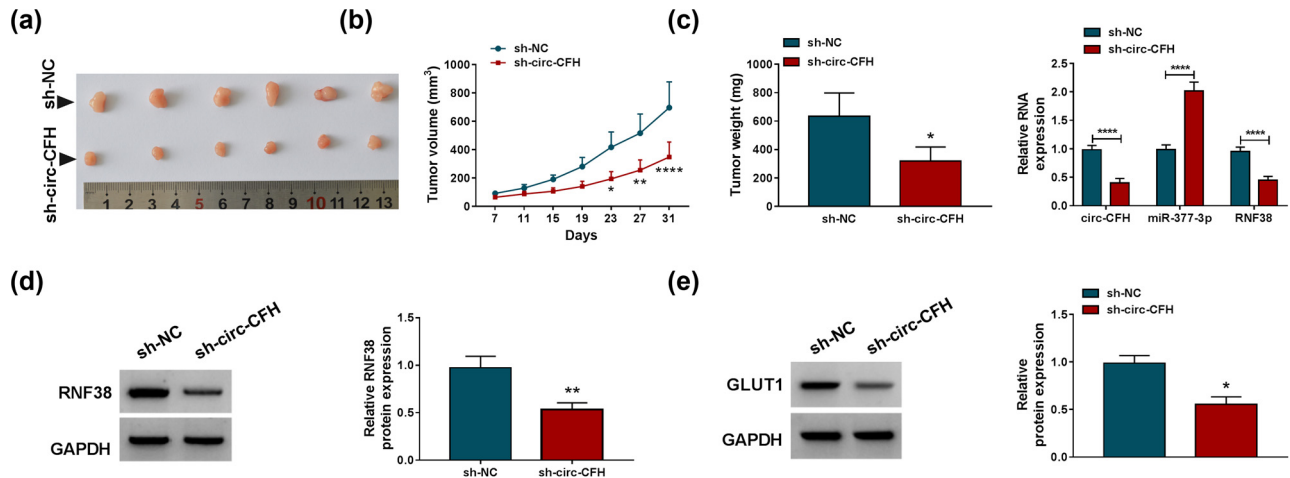 (a)
sh-NC
sh-circ-CFH
1 2 3 4 5 6 7 8 9 10 11 12 13
(b)
sh-NC
sh-circ-CFH
Tumor volume (mm³)
1000
800
600
400
200
0
* ** ****
7 11 15 19 23 27 31
Days
(c)
sh-NC
sh-circ-CFH
Tumor weight (mg)
1000
800
600
400
200
0
*
sh-NC sh-circ-CFH
sh-NC
sh-circ-CFH
Relative RNA
expression
2.5
2.0
1.5
1.0
0.5
0.0
**** **** ****
circ-CFH miR-377-3p RNF38
(d)
sh-NC sh-circ-CFH
RNF38
GAPDH
Relative RNF38
protein expression
1.5
1.0
0.5
0.0
**
sh-NC sh-circ-CFH
(e)
sh-NC sh-circ-CFH
GLUT1
GAPDH
sh-NC
sh-circ-CFH
Relative
protein expression
1.5
1.0
0.5
0.0
*